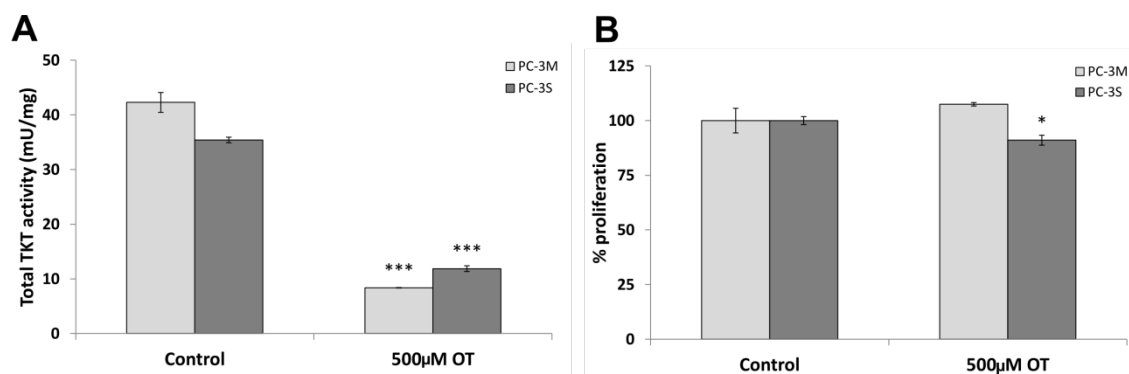 A
Total TKT activity (mU/mg)
50
40
30
20
10
0
PC-3M
PC-3S
***
***
Control
500µM OT
B
% proliferation
125
100
75
50
25
0
PC-3M
PC-3S
*
Control
500µM OT